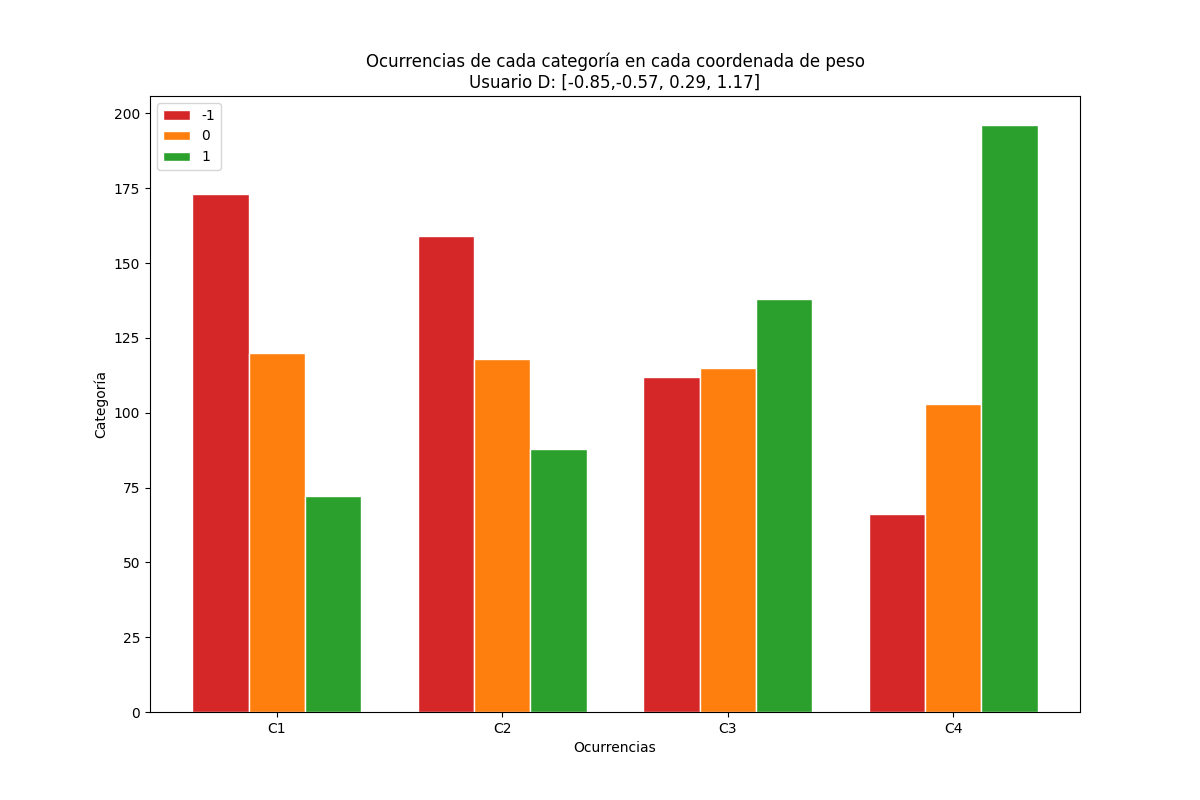 Ocurrencias de cada categoría en cada coordenada de peso
Usuario D: [-0.85,-0.57, 0.29, 1.17]
-1
0
1
200
175
150
125
100
75
50
25
0
Categoría
C1
C2
C3
C4
Ocurrencias